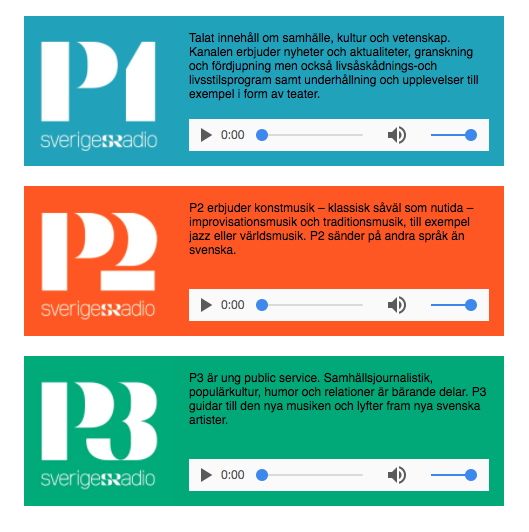 P1
sverigesradio
Talat innehåll om samhälle, kultur och vetenskap.
Kanalen erbjuder nyheter och aktualiteter, granskning
och fördjupning men också livsåskådnings-och
livsstilsprogram samt underhållning och upplevelser till
exempel i form av teater.
0:00
P2
sverigesradio
P2 erbjuder konstmusik – klassisk såväl som nutida –
improvisationsmusik och traditionsmusik, till exempel
jazz eller världsmusik. P2 sänder på andra språk än
svenska.
0:00
P3
sverigesradio
P3 är ung public service. Samhällsjournalistik,
populärkultur, humor och relationer är bärande delar. P3
guidar till den nya musiken och lyfter fram nya svenska
artister.
0:00